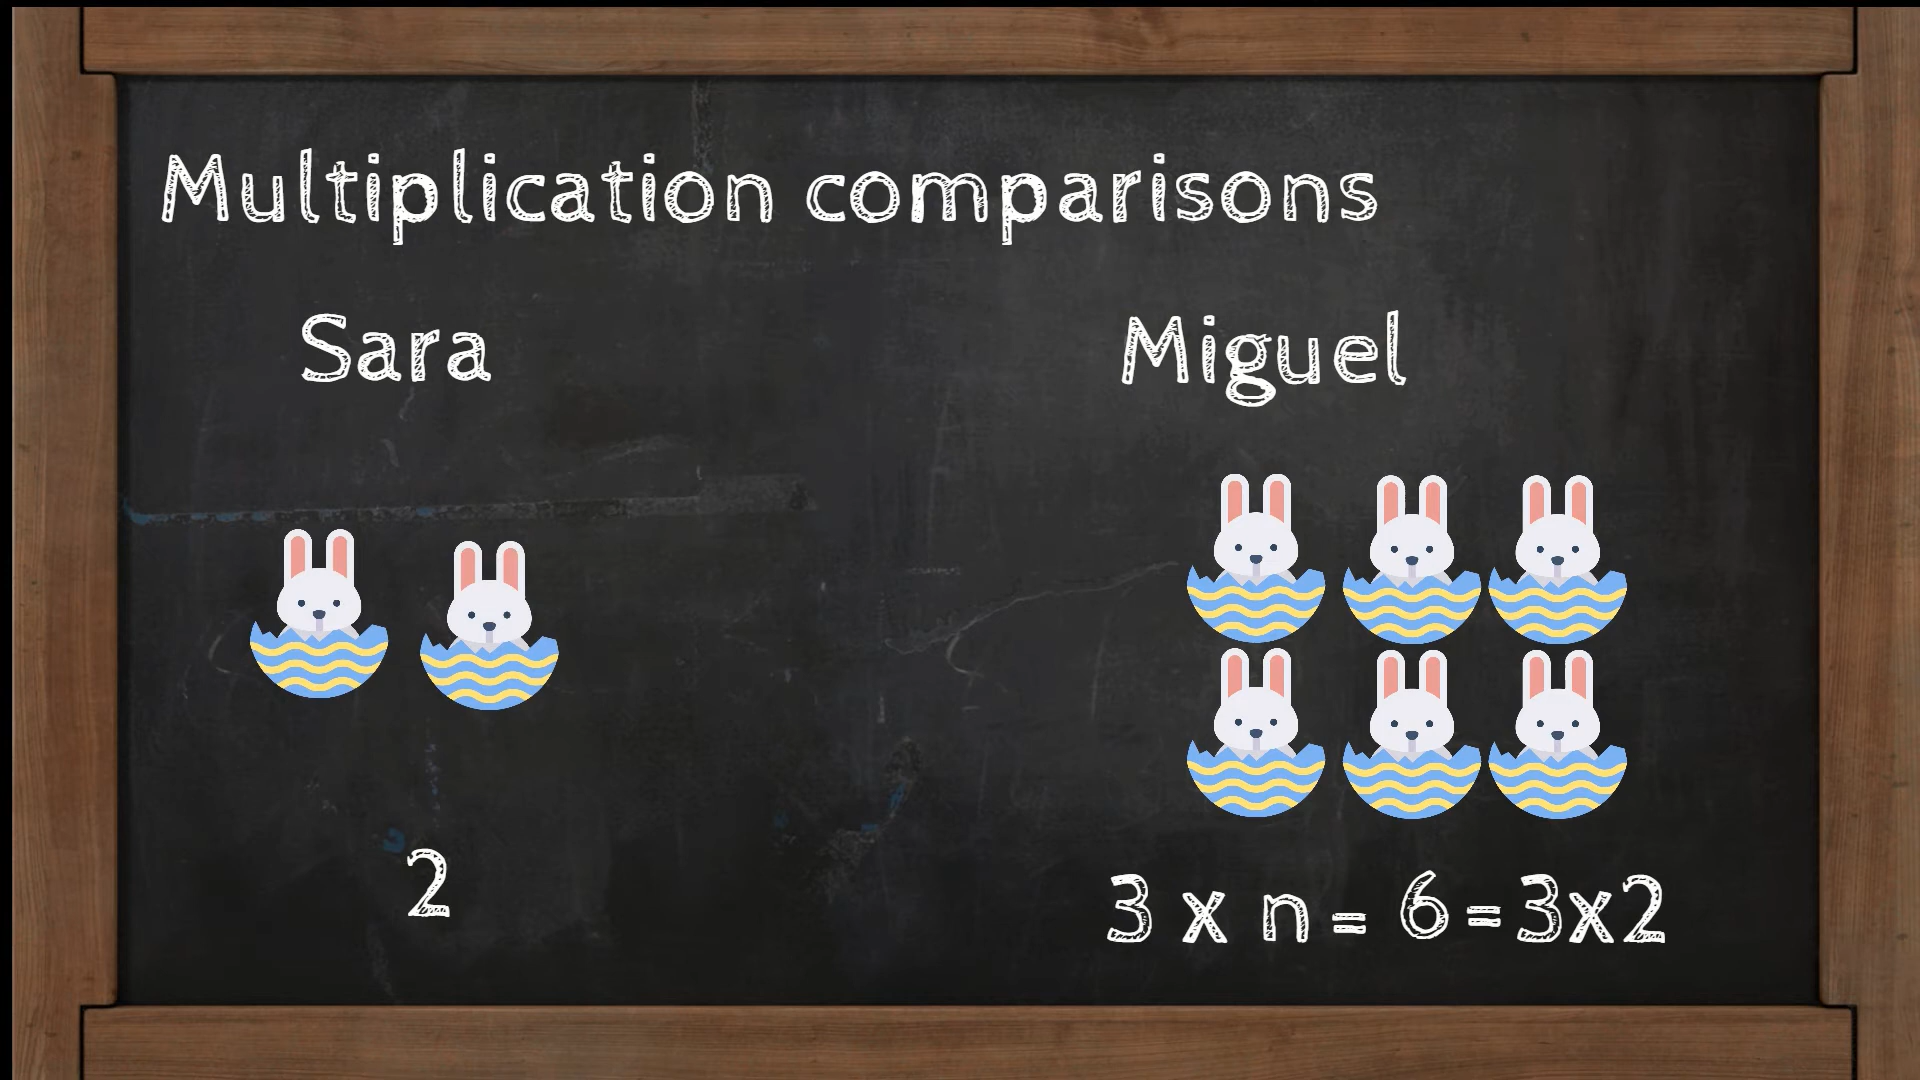 Multiplication comparisons
Sara Miguel
2
3 x n = 6 = 3x2